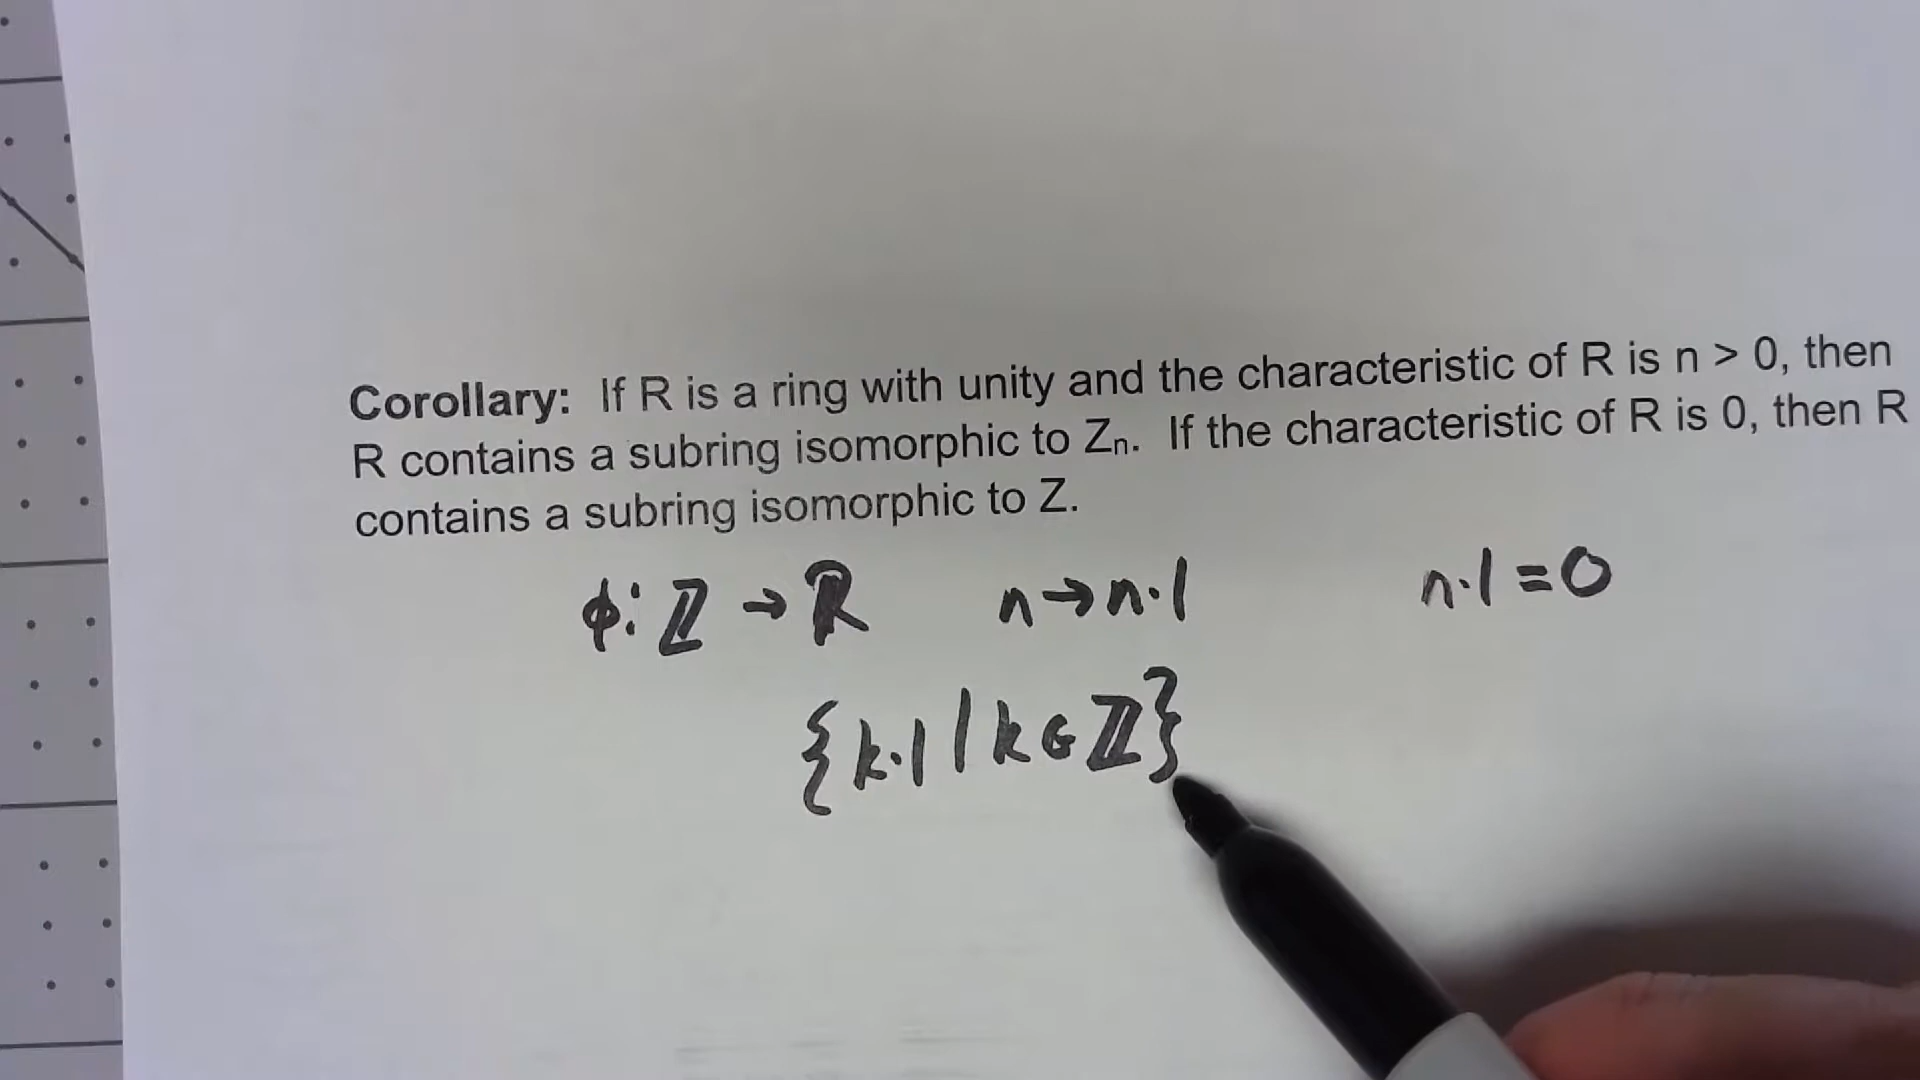 Corollary: If R is a ring with unity and the characteristic of R is n > 0, then
R contains a subring isomorphic to Zₙ. If the characteristic of R is 0, then R
contains a subring isomorphic to Z.
ϕ: ℤ → R n → n·1 n·1 = 0
{k·1 | k ∈ ℤ}